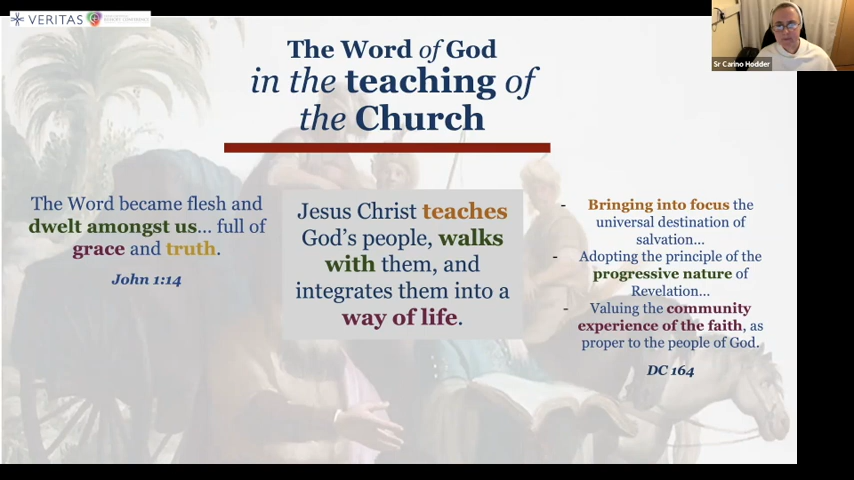 VERITAS
Sr Carino Hodder
The Word of God
in the teaching of
the Church
The Word became flesh and
dwelt amongst us... full of
grace and truth.
John 1:14
Jesus Christ teaches
God's people, walks
with them, and
integrates them into a
way of life.
- Bringing into focus the
universal destination of
salvation...
- Adopting the principle of the
progressive nature of
Revelation...
- Valuing the community
experience of the faith, as
proper to the people of God.
DC 164